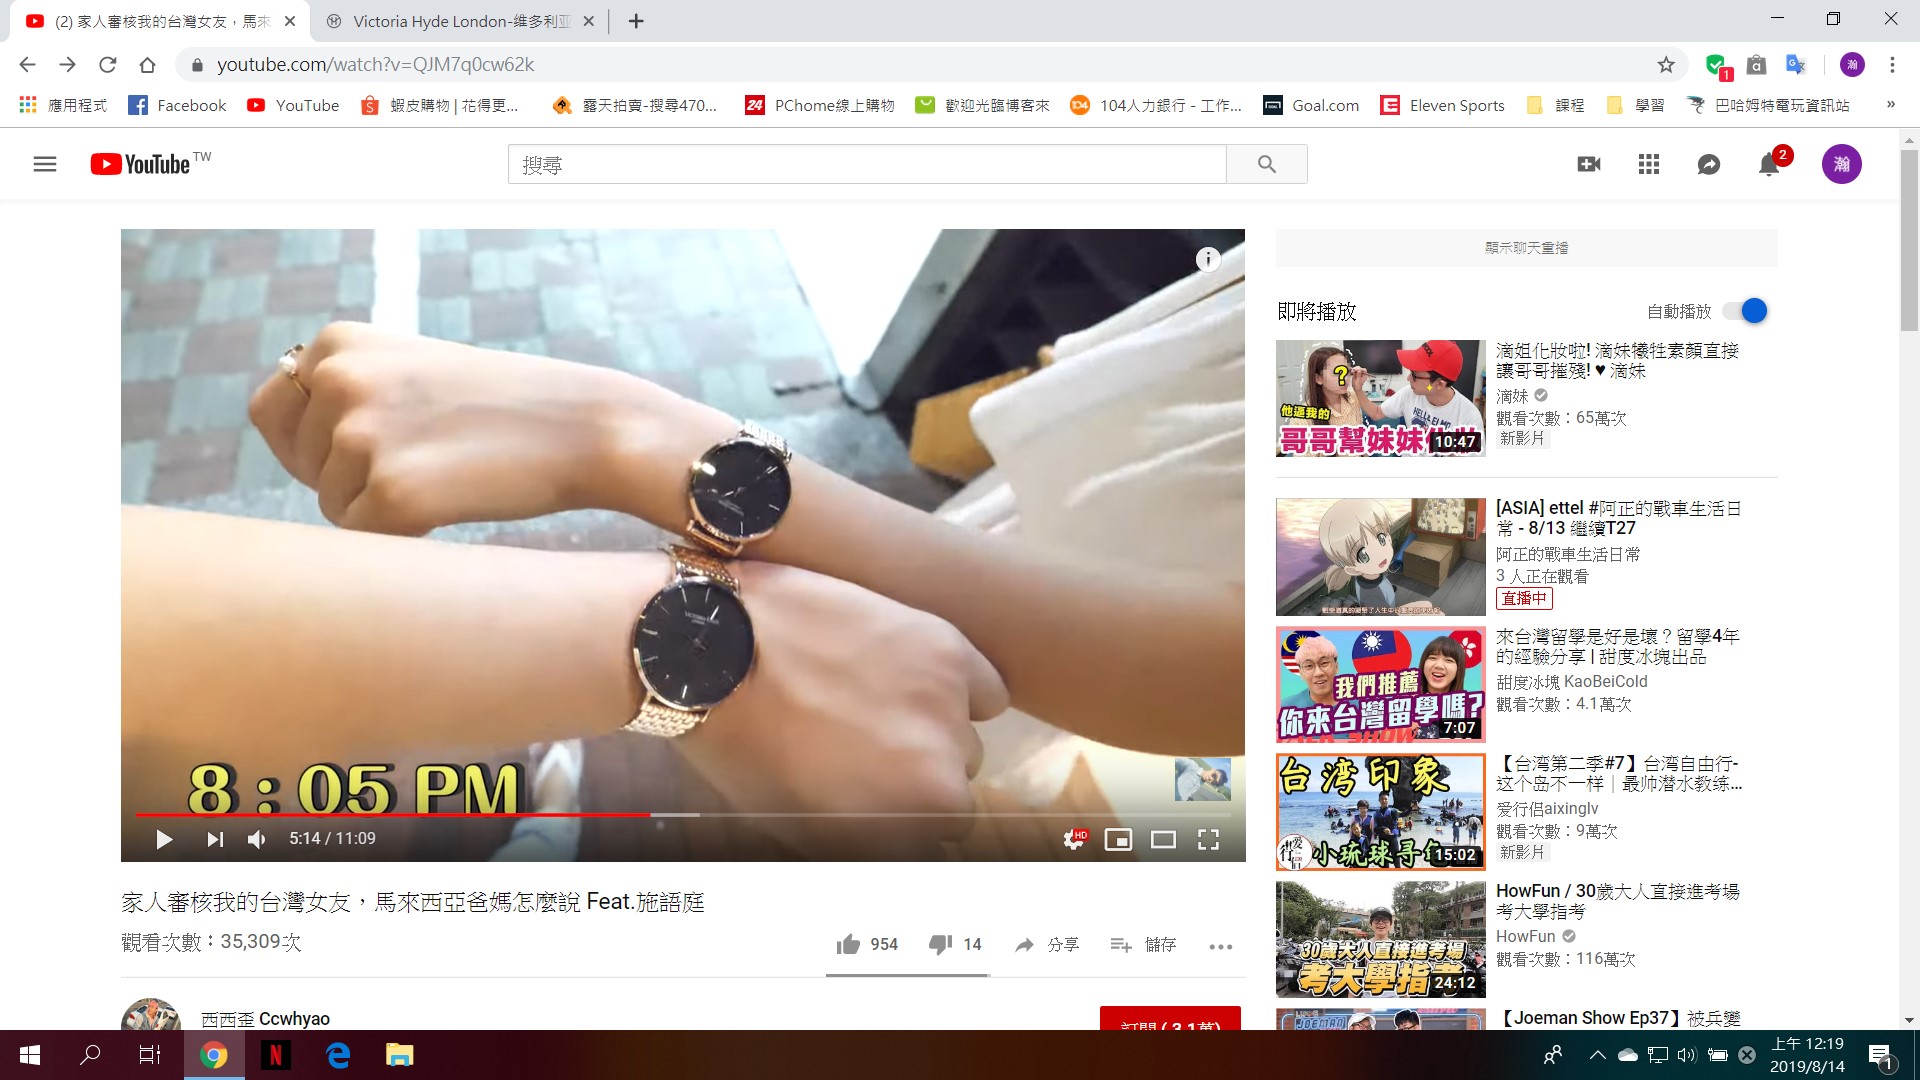 (2) 家人審核我的台灣女友，馬來
Victoria Hyde London-维多利亚
youtube.com/watch?v=QJM7q0cw62k
1
瀚
應用程式
Facebook
YouTube
蝦皮購物 | 花得更...
露天拍賣-搜尋470...
24 PChome線上購物
歡迎光臨博客來
104 104人力銀行 - 工作...
Goal.com
Eleven Sports
課程
學習
巴哈姆特電玩資訊站
»
YouTube TW
搜尋
2
瀚
8 : 05 PM
5:14 / 11:09
HD
家人審核我的台灣女友，馬來西亞爸媽怎麼說 Feat.施語庭
觀看次數：35,309次
954
14
分享
儲存
西西歪 Ccwhyao
訂閱 ( 3.1萬)
顯示聊天重播
即將播放
自動播放
他逼我的
哥哥幫妹妹化妝
10:47
滴妞化妝啦! 滴妹犧牲素顏直接
讓哥哥摧殘! ♥ 滴妹
滴妹
觀看次數：65萬次
新影片
[ASIA] ettel #阿正的戰車生活日
常 - 8/13 繼續T27
阿正的戰車生活日常
3 人正在觀看
直播中
我們推薦
你來台灣留學嗎?
7:07
來台灣留學是好是壞？留學4年
的經驗分享 | 甜度冰塊出品
甜度冰塊 KaoBeiCold
觀看次數：4.1萬次
台湾印象
小琉球寻龟
15:02
【台湾第二季#7】台湾自由行-
这个岛不一样｜最帅潜水教练...
爱行侣aixinglv
觀看次數：9萬次
新影片
30歲大人直接進考場
考大學指考
24:12
HowFun / 30歲大人直接進考場
考大學指考
HowFun
觀看次數：116萬次
JOEMAN
【Joeman Show Ep37】被兵變
上午 12:19
2019/8/14
1